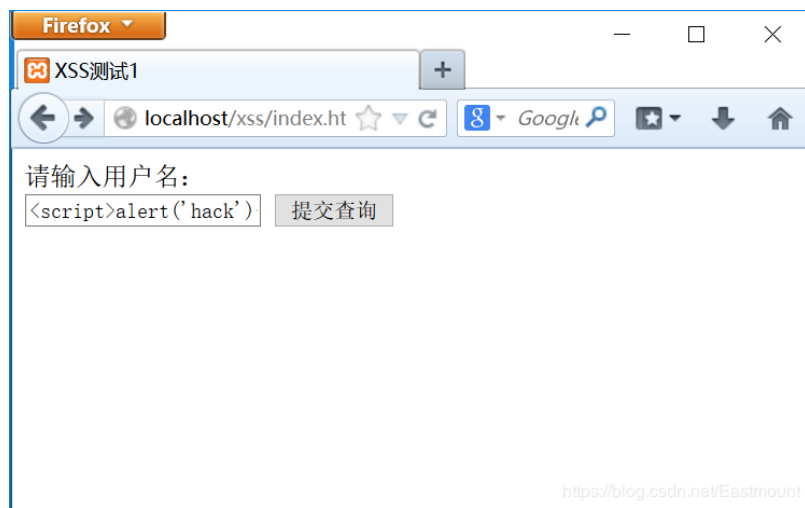 Firefox
XSS测试1
localhost/xss/index.ht
Google
请输入用户名：
<script>alert('hack')
提交查询
https://blog.csdn.net/Eastmount